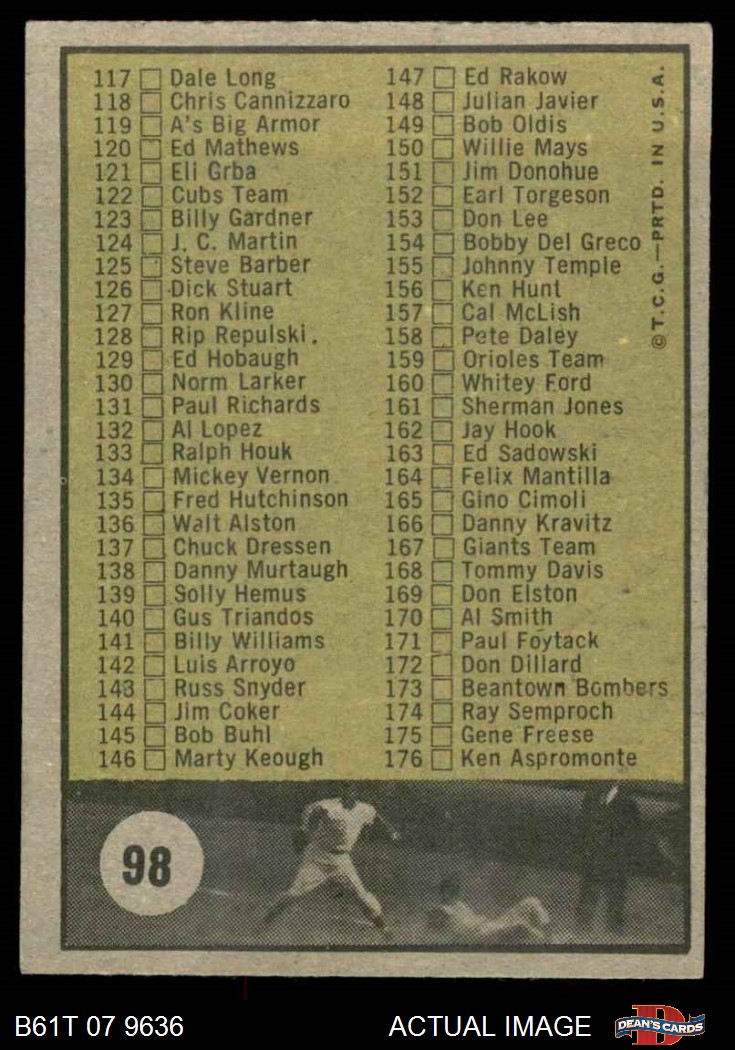 117 Dale Long
118 Chris Cannizzaro
119 A's Big Armor
120 Ed Mathews
121 Eli Grba
122 Cubs Team
123 Billy Gardner
124 J. C. Martin
125 Steve Barber
126 Dick Stuart
127 Ron Kline
128 Rip Repulski.
129 Ed Hobaugh
130 Norm Larker
131 Paul Richards
132 Al Lopez
133 Ralph Houk
134 Mickey Vernon
135 Fred Hutchinson
136 Walt Alston
137 Chuck Dressen
138 Danny Murtaugh
139 Solly Hemus
140 Gus Triandos
141 Billy Williams
142 Luis Arroyo
143 Russ Snyder
144 Jim Coker
145 Bob Buhl
146 Marty Keough
147 Ed Rakow
148 Julian Javier
149 Bob Oldis
150 Willie Mays
151 Jim Donohue
152 Earl Torgeson
153 Don Lee
154 Bobby Del Greco
155 Johnny Temple
156 Ken Hunt
157 Cal McLish
158 Pete Daley
159 Orioles Team
160 Whitey Ford
161 Sherman Jones
162 Jay Hook
163 Ed Sadowski
164 Felix Mantilla
165 Gino Cimoli
166 Danny Kravitz
167 Giants Team
168 Tommy Davis
169 Don Elston
170 Al Smith
171 Paul Foytack
172 Don Dillard
173 Beantown Bombers
174 Ray Semproch
175 Gene Freese
176 Ken Aspromonte
© T.C.G.—PRTD. IN U.S.A.
98
B61T 07 9636
ACTUAL IMAGE
DEAN'S CARDS